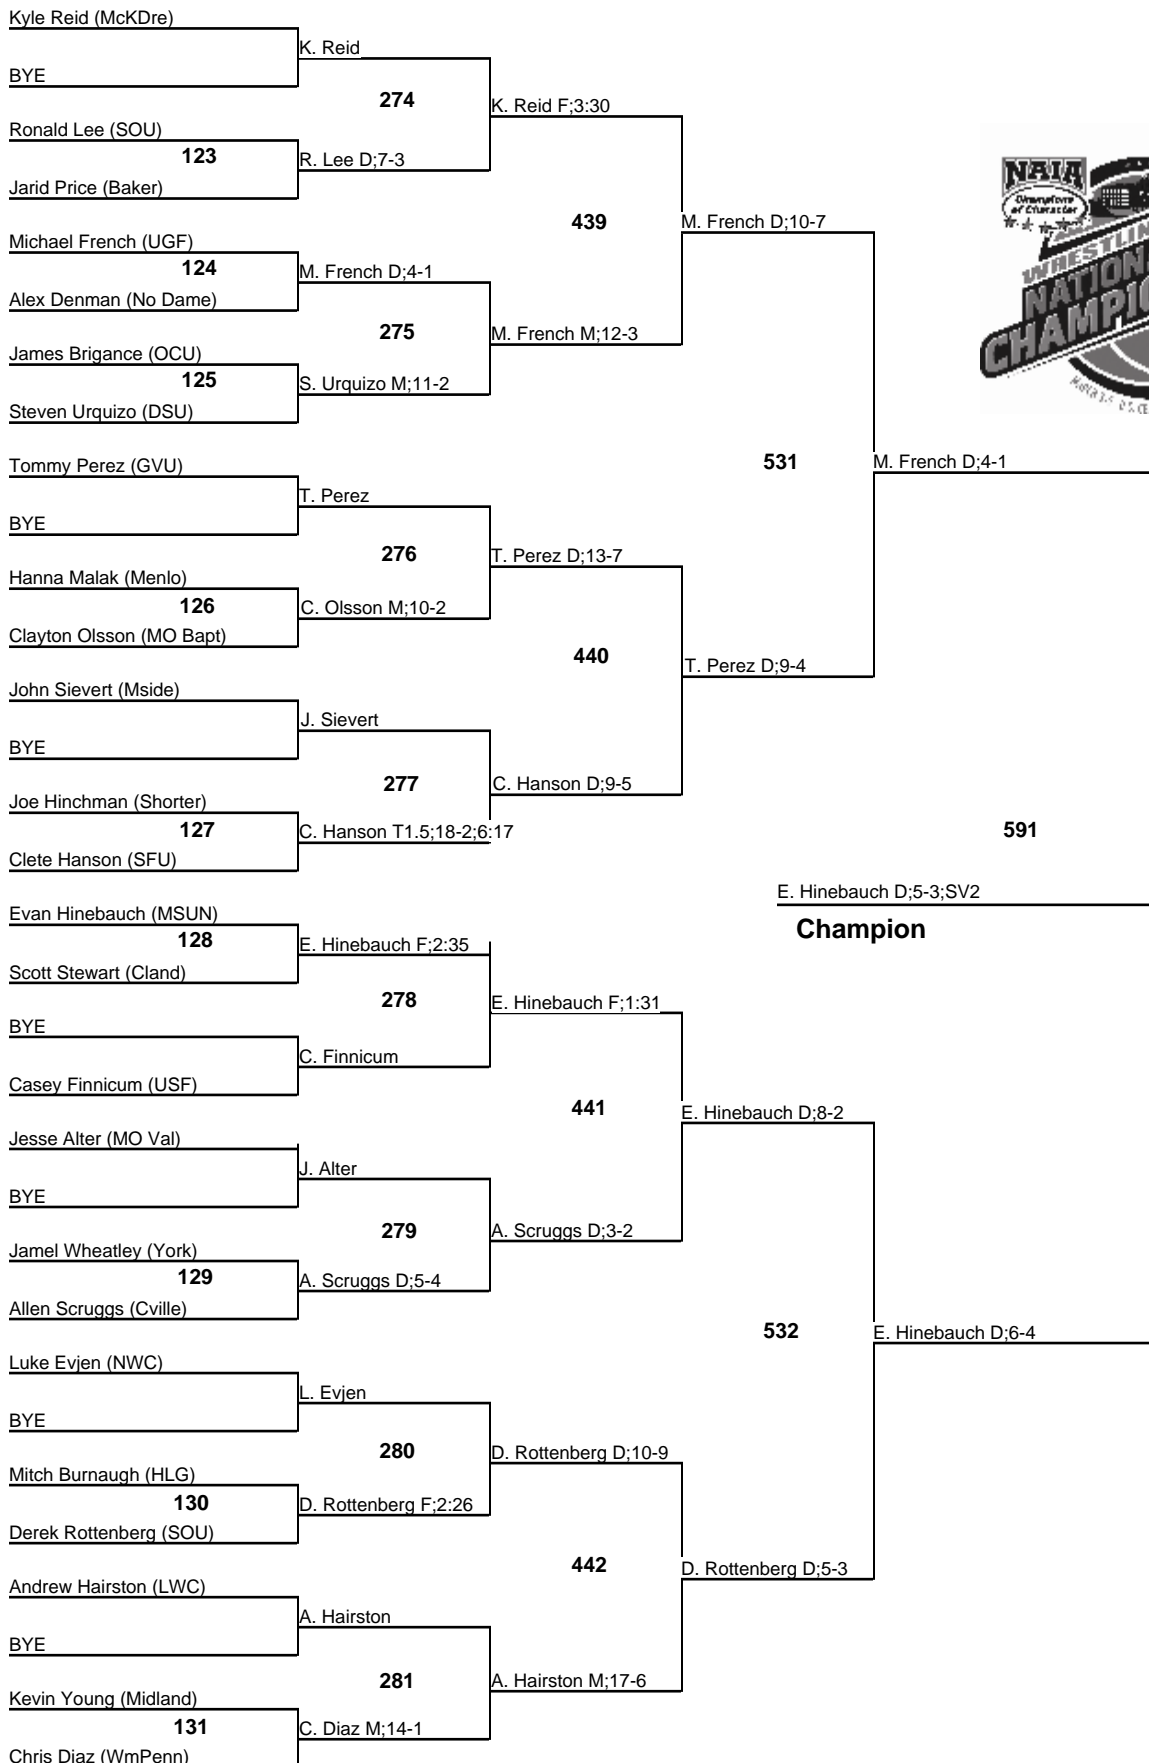 Kyle Reid (McKDre)
K. Reid
BYE
274
K. Reid F;3:30
Ronald Lee (SOU)
123
R. Lee D;7-3
Jarid Price (Baker)
439
M. French D;10-7
Michael French (UGF)
124
M. French D;4-1
Alex Denman (No Dame)
275
M. French M;12-3
James Brigance (OCU)
125
S. Urquizo M;11-2
Steven Urquizo (DSU)
531
M. French D;4-1
Tommy Perez (GVU)
T. Perez
BYE
276
T. Perez D;13-7
Hanna Malak (Menlo)
126
C. Olsson M;10-2
Clayton Olsson (MO Bapt)
440
T. Perez D;9-4
John Sievert (Mside)
J. Sievert
BYE
277
C. Hanson D;9-5
Joe Hinchman (Shorter)
127
C. Hanson T1.5;18-2;6:17
Clete Hanson (SFU)
591
E. Hinebauch D;5-3;SV2
Champion
Evan Hinebauch (MSUN)
128
E. Hinebauch F;2:35
Scott Stewart (Cland)
278
E. Hinebauch F;1:31
BYE
C. Finnicum
Casey Finnicum (USF)
441
E. Hinebauch D;8-2
Jesse Alter (MO Val)
J. Alter
BYE
279
A. Scruggs D;3-2
Jamel Wheatley (York)
129
A. Scruggs D;5-4
Allen Scruggs (Cville)
532
E. Hinebauch D;6-4
Luke Evjen (NWC)
L. Evjen
BYE
280
D. Rottenberg D;10-9
Mitch Burnaugh (HLG)
130
D. Rottenberg F;2:26
Derek Rottenberg (SOU)
442
D. Rottenberg D;5-3
Andrew Hairston (LWC)
A. Hairston
BYE
281
A. Hairston M;17-6
Kevin Young (Midland)
131
C. Diaz M;14-1
Chris Diaz (WmPenn)
NAIA
Champions
of Character